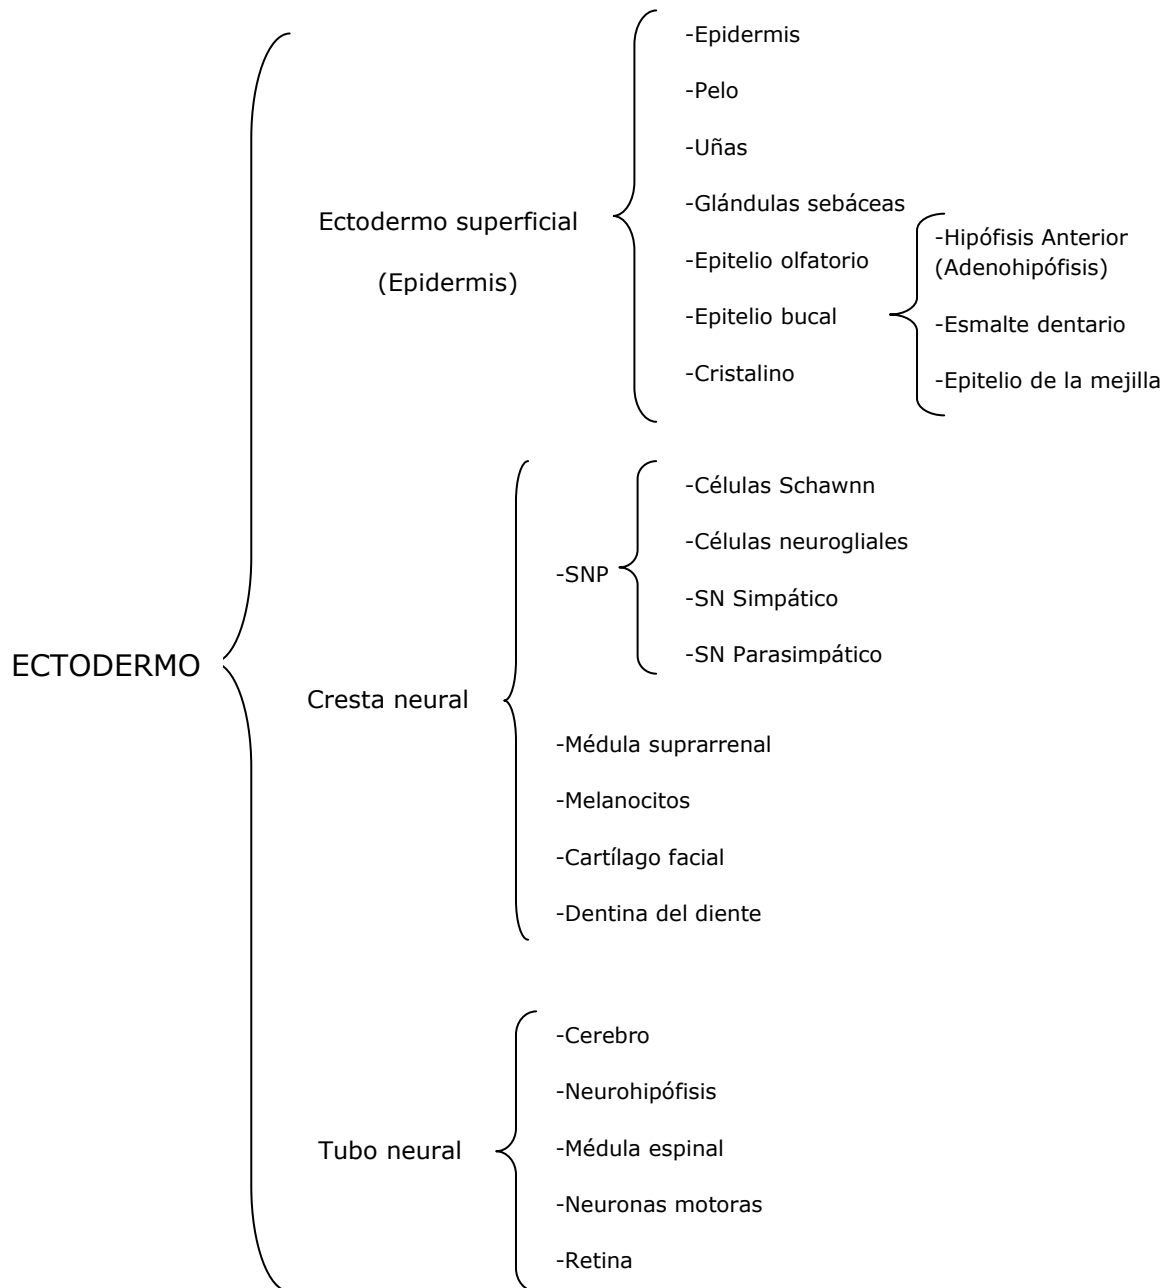 ECTODERMO
Ectodermo superficial
(Epidermis)
-Epidermis
-Pelo
-Uñas
-Glándulas sebáceas
-Epitelio olfatorio
-Epitelio bucal
-Cristalino
-Hipófisis Anterior
(Adenohipófisis)
-Esmalte dentario
-Epitelio de la mejilla
Cresta neural
-SNP
-Células Schawnn
-Células neurogliales
-SN Simpático
-SN Parasimpático
-Médula suprarrenal
-Melanocitos
-Cartílago facial
-Dentina del diente
Tubo neural
-Cerebro
-Neurohipófisis
-Médula espinal
-Neuronas motoras
-Retina